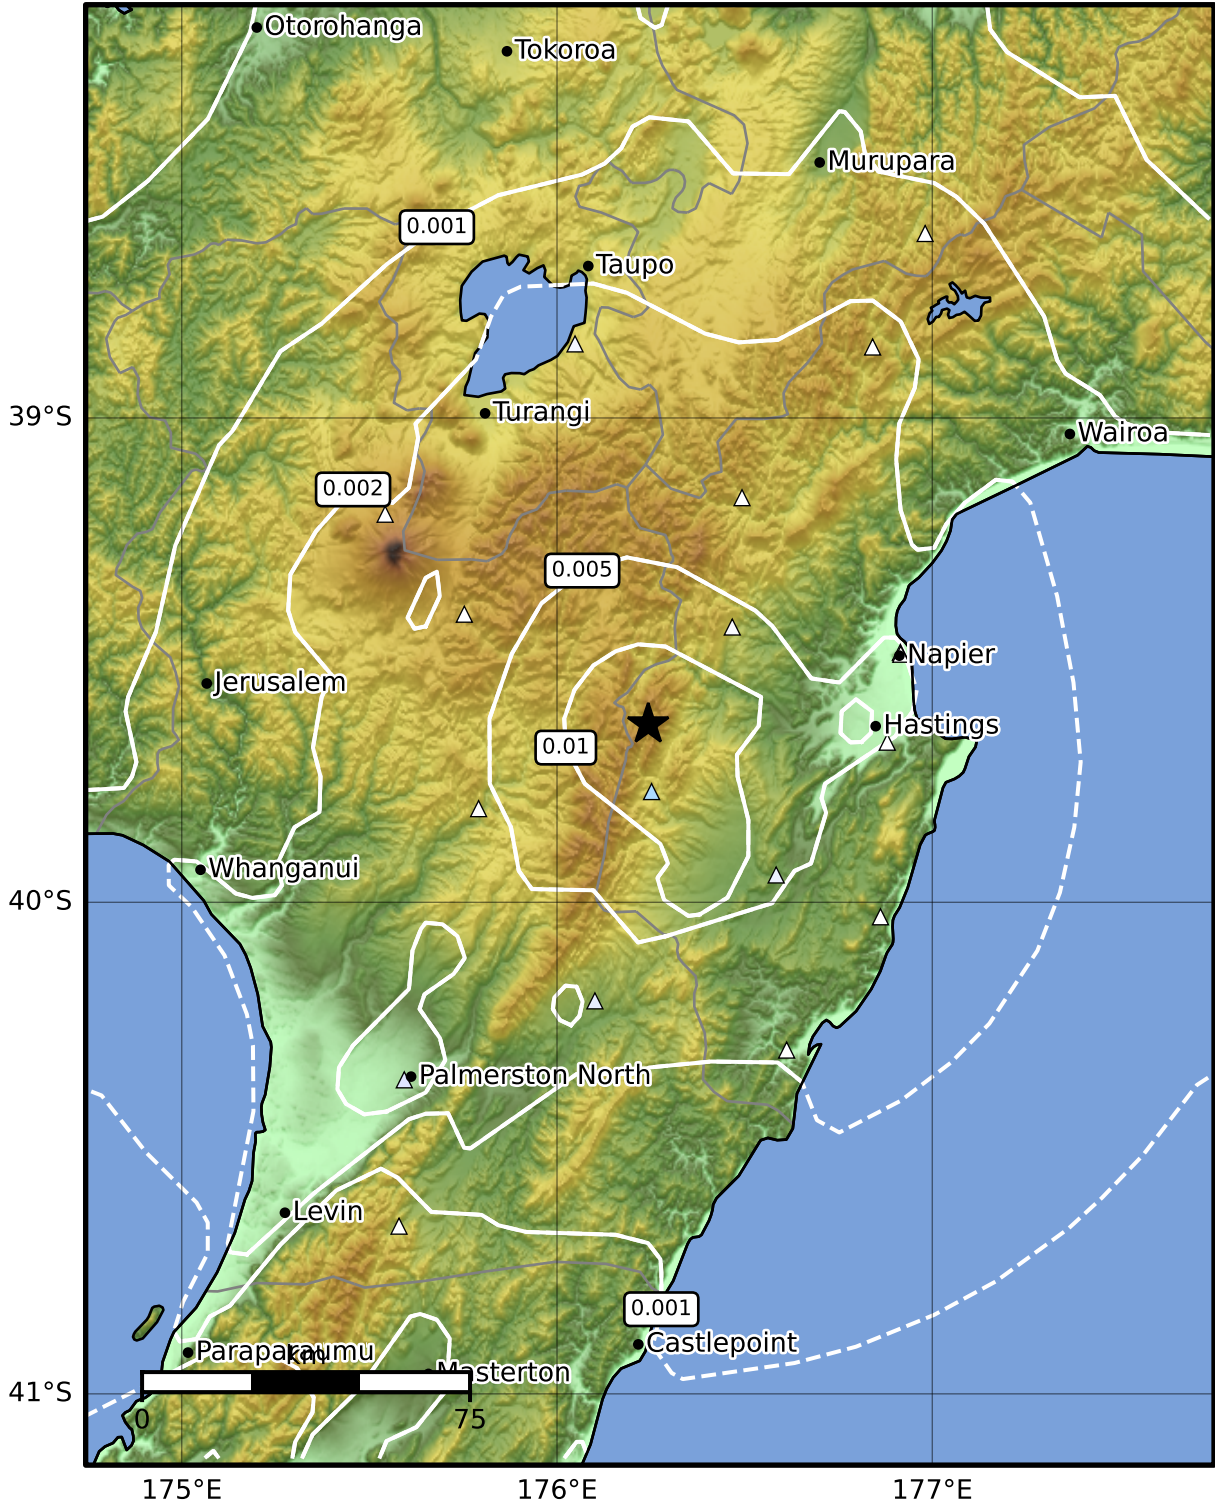 Otorohanga
Tokoroa
Murupara
0.001
Taupo
39°S
Turangi
Wairoa
0.002
0.005
Napier
Jerusalem
Hastings
0.01
Whanganui
40°S
Palmerston North
Levin
0.001
Castlepoint
Paraparaumu
km
Masterton
41°S
0
75
175°E
176°E
177°E